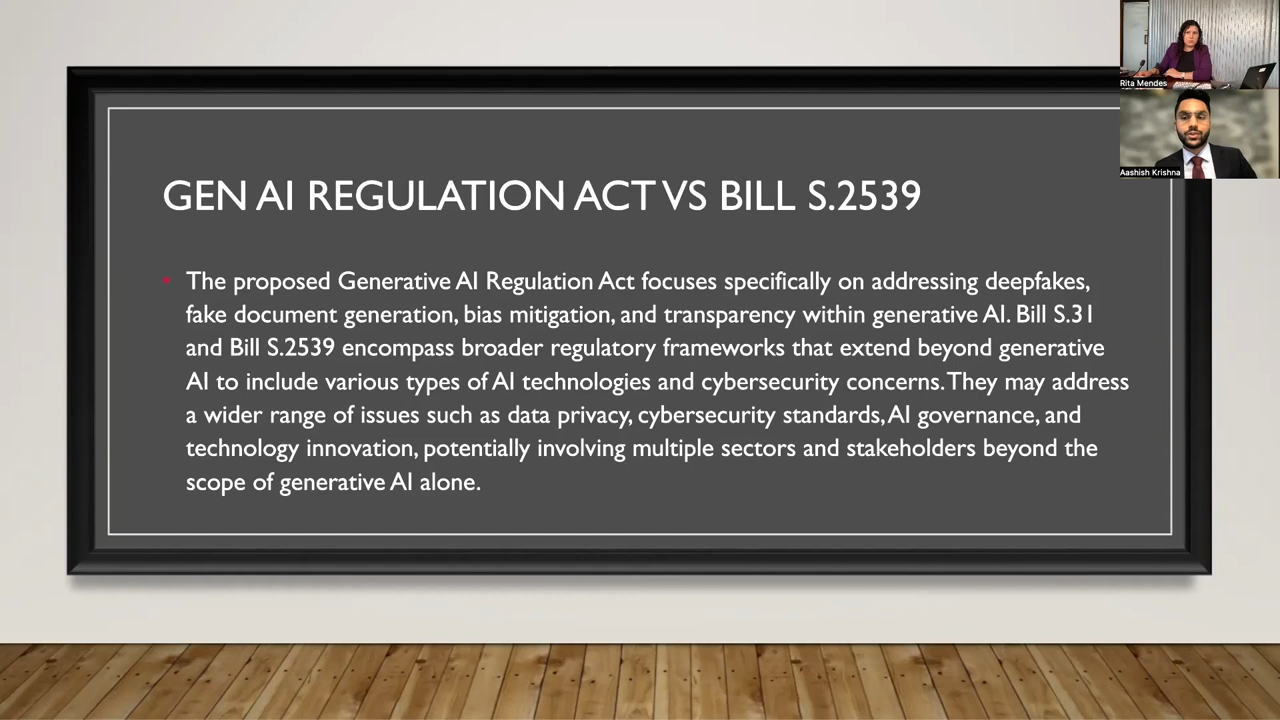 Rita Mendes
Aashish Krishna
GEN AI REGULATION ACT VS BILL S.2539
• The proposed Generative AI Regulation Act focuses specifically on addressing deepfakes,
fake document generation, bias mitigation, and transparency within generative AI. Bill S.31
and Bill S.2539 encompass broader regulatory frameworks that extend beyond generative
AI to include various types of AI technologies and cybersecurity concerns. They may address
a wider range of issues such as data privacy, cybersecurity standards, AI governance, and
technology innovation, potentially involving multiple sectors and stakeholders beyond the
scope of generative AI alone.